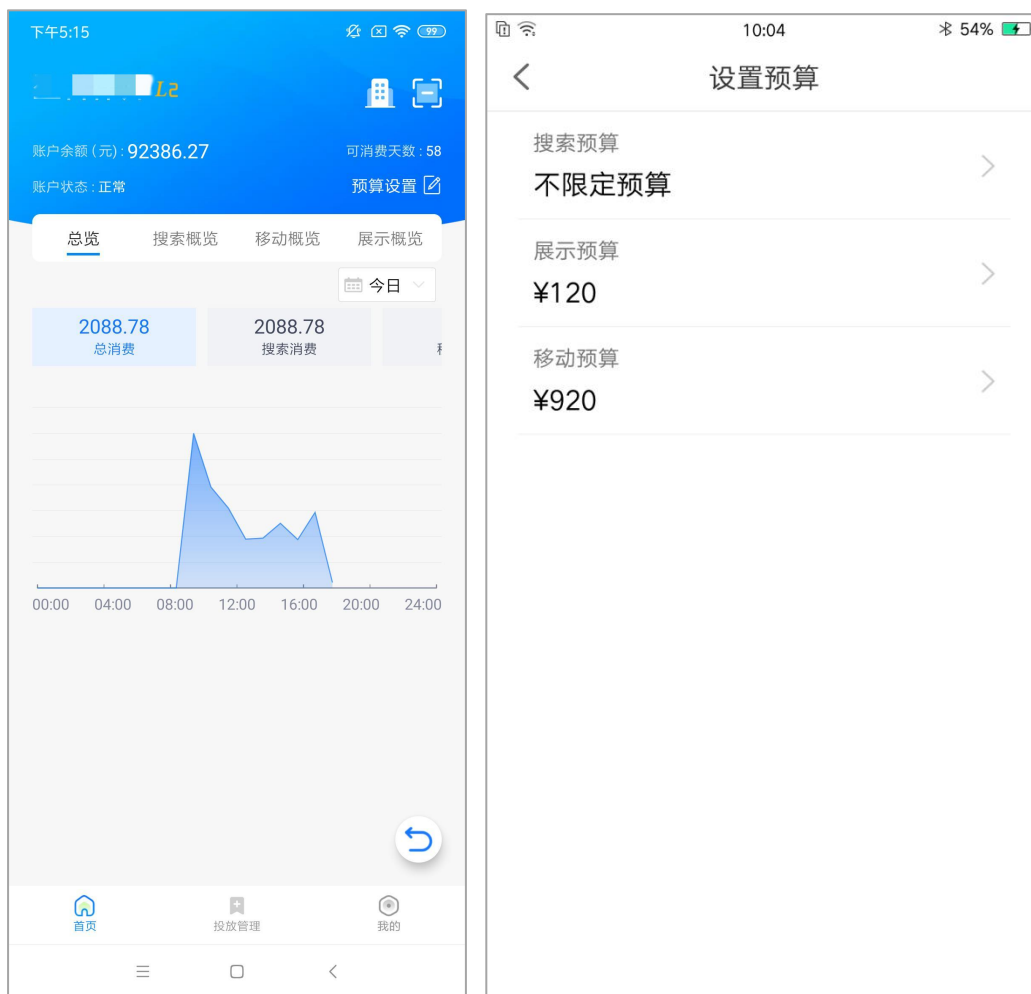 下午5:15
99
L2
账户余额(元): 92386.27
可消费天数: 58
账户状态: 正常
预算设置
总览
搜索概览
移动概览
展示概览
今日
2088.78
总消费
2088.78
搜索消费
00:00 04:00 08:00 12:00 16:00 20:00 24:00
首页
投放管理
我的
10:04
54%
设置预算
搜索预算
不限定预算
展示预算
¥120
移动预算
¥920